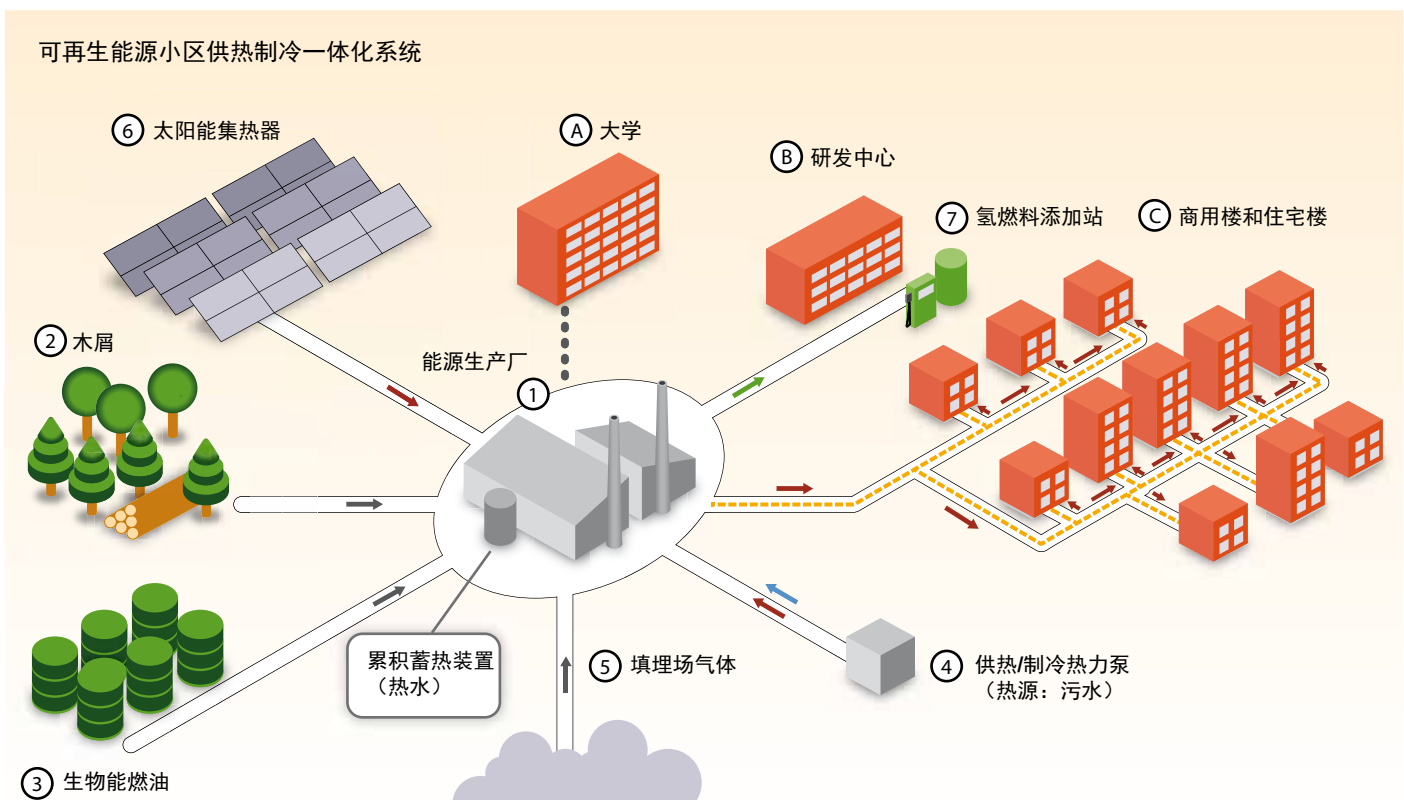 可再生能源小区供热制冷一体化系统
6 太阳能集热器
A 大学
B 研发中心
7 氢燃料添加站
C 商用楼和住宅楼
2 木屑
能源生产厂
1
累积蓄热装置
（热水）
5 填埋场气体
4 供热/制冷热力泵
（热源：污水）
3 生物能燃油